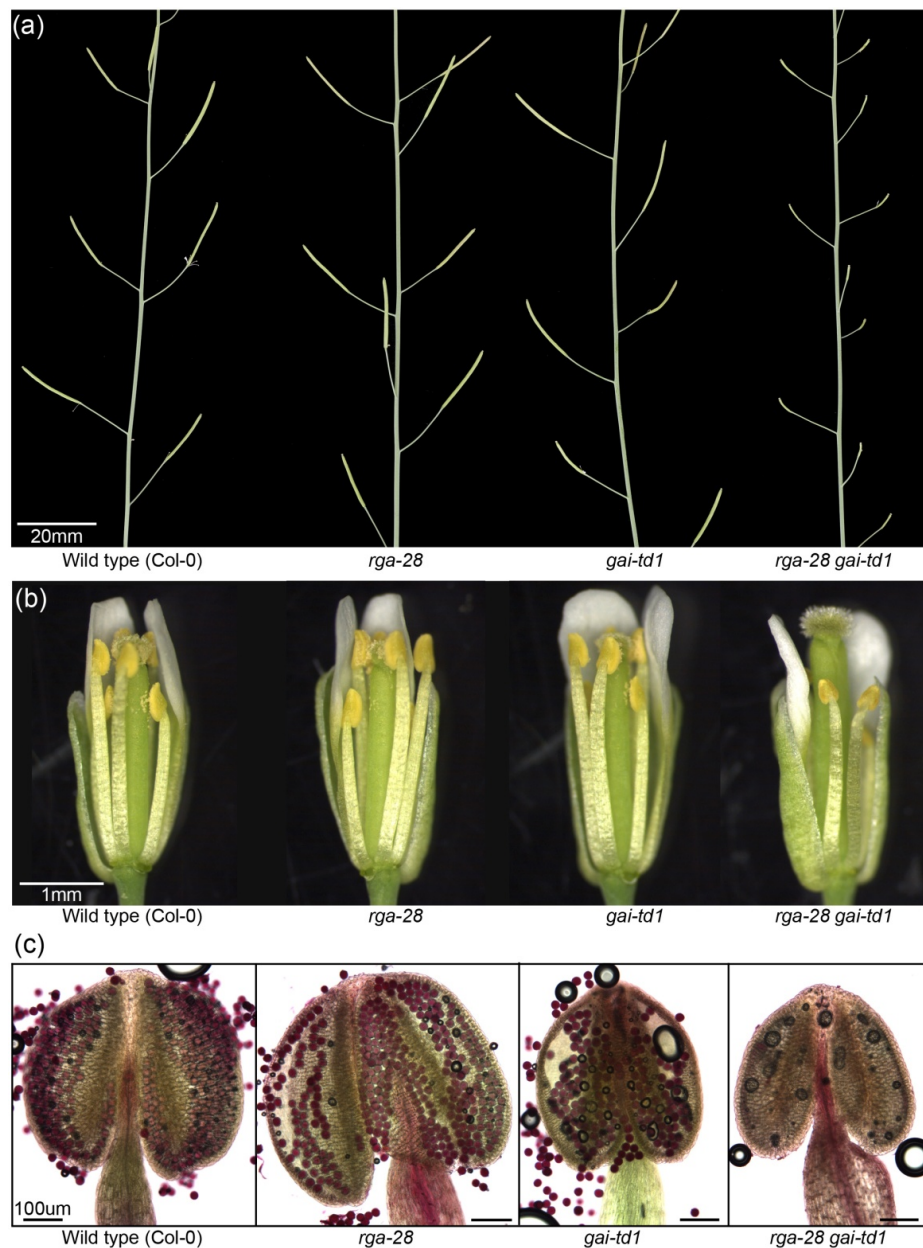 (a)
20mm
Wild type (Col-0) rga-28 gai-td1 rga-28 gai-td1
(b)
1mm
Wild type (Col-0) rga-28 gai-td1 rga-28 gai-td1
(c)
100um
Wild type (Col-0) rga-28 gai-td1 rga-28 gai-td1